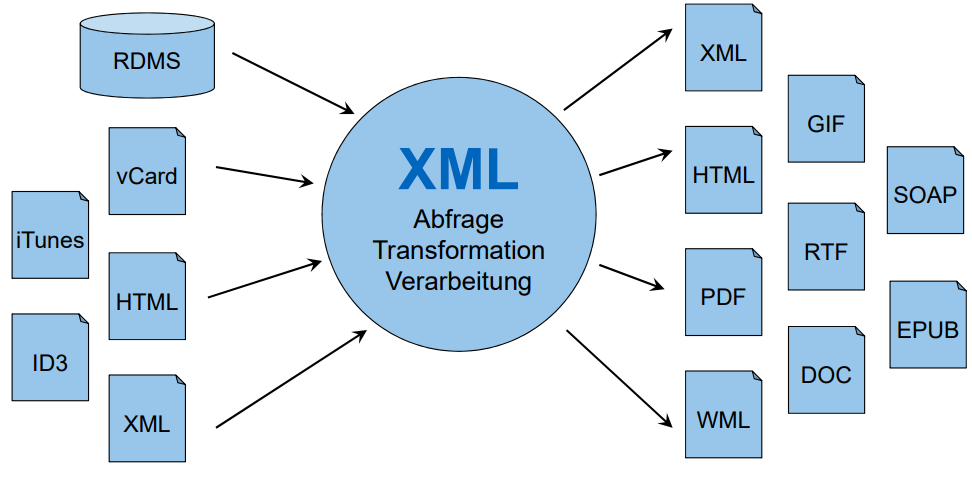 RDMS
vCard
iTunes
HTML
ID3
XML
XML
Abfrage
Transformation
Verarbeitung
XML
GIF
HTML
SOAP
RTF
PDF
EPUB
DOC
WML